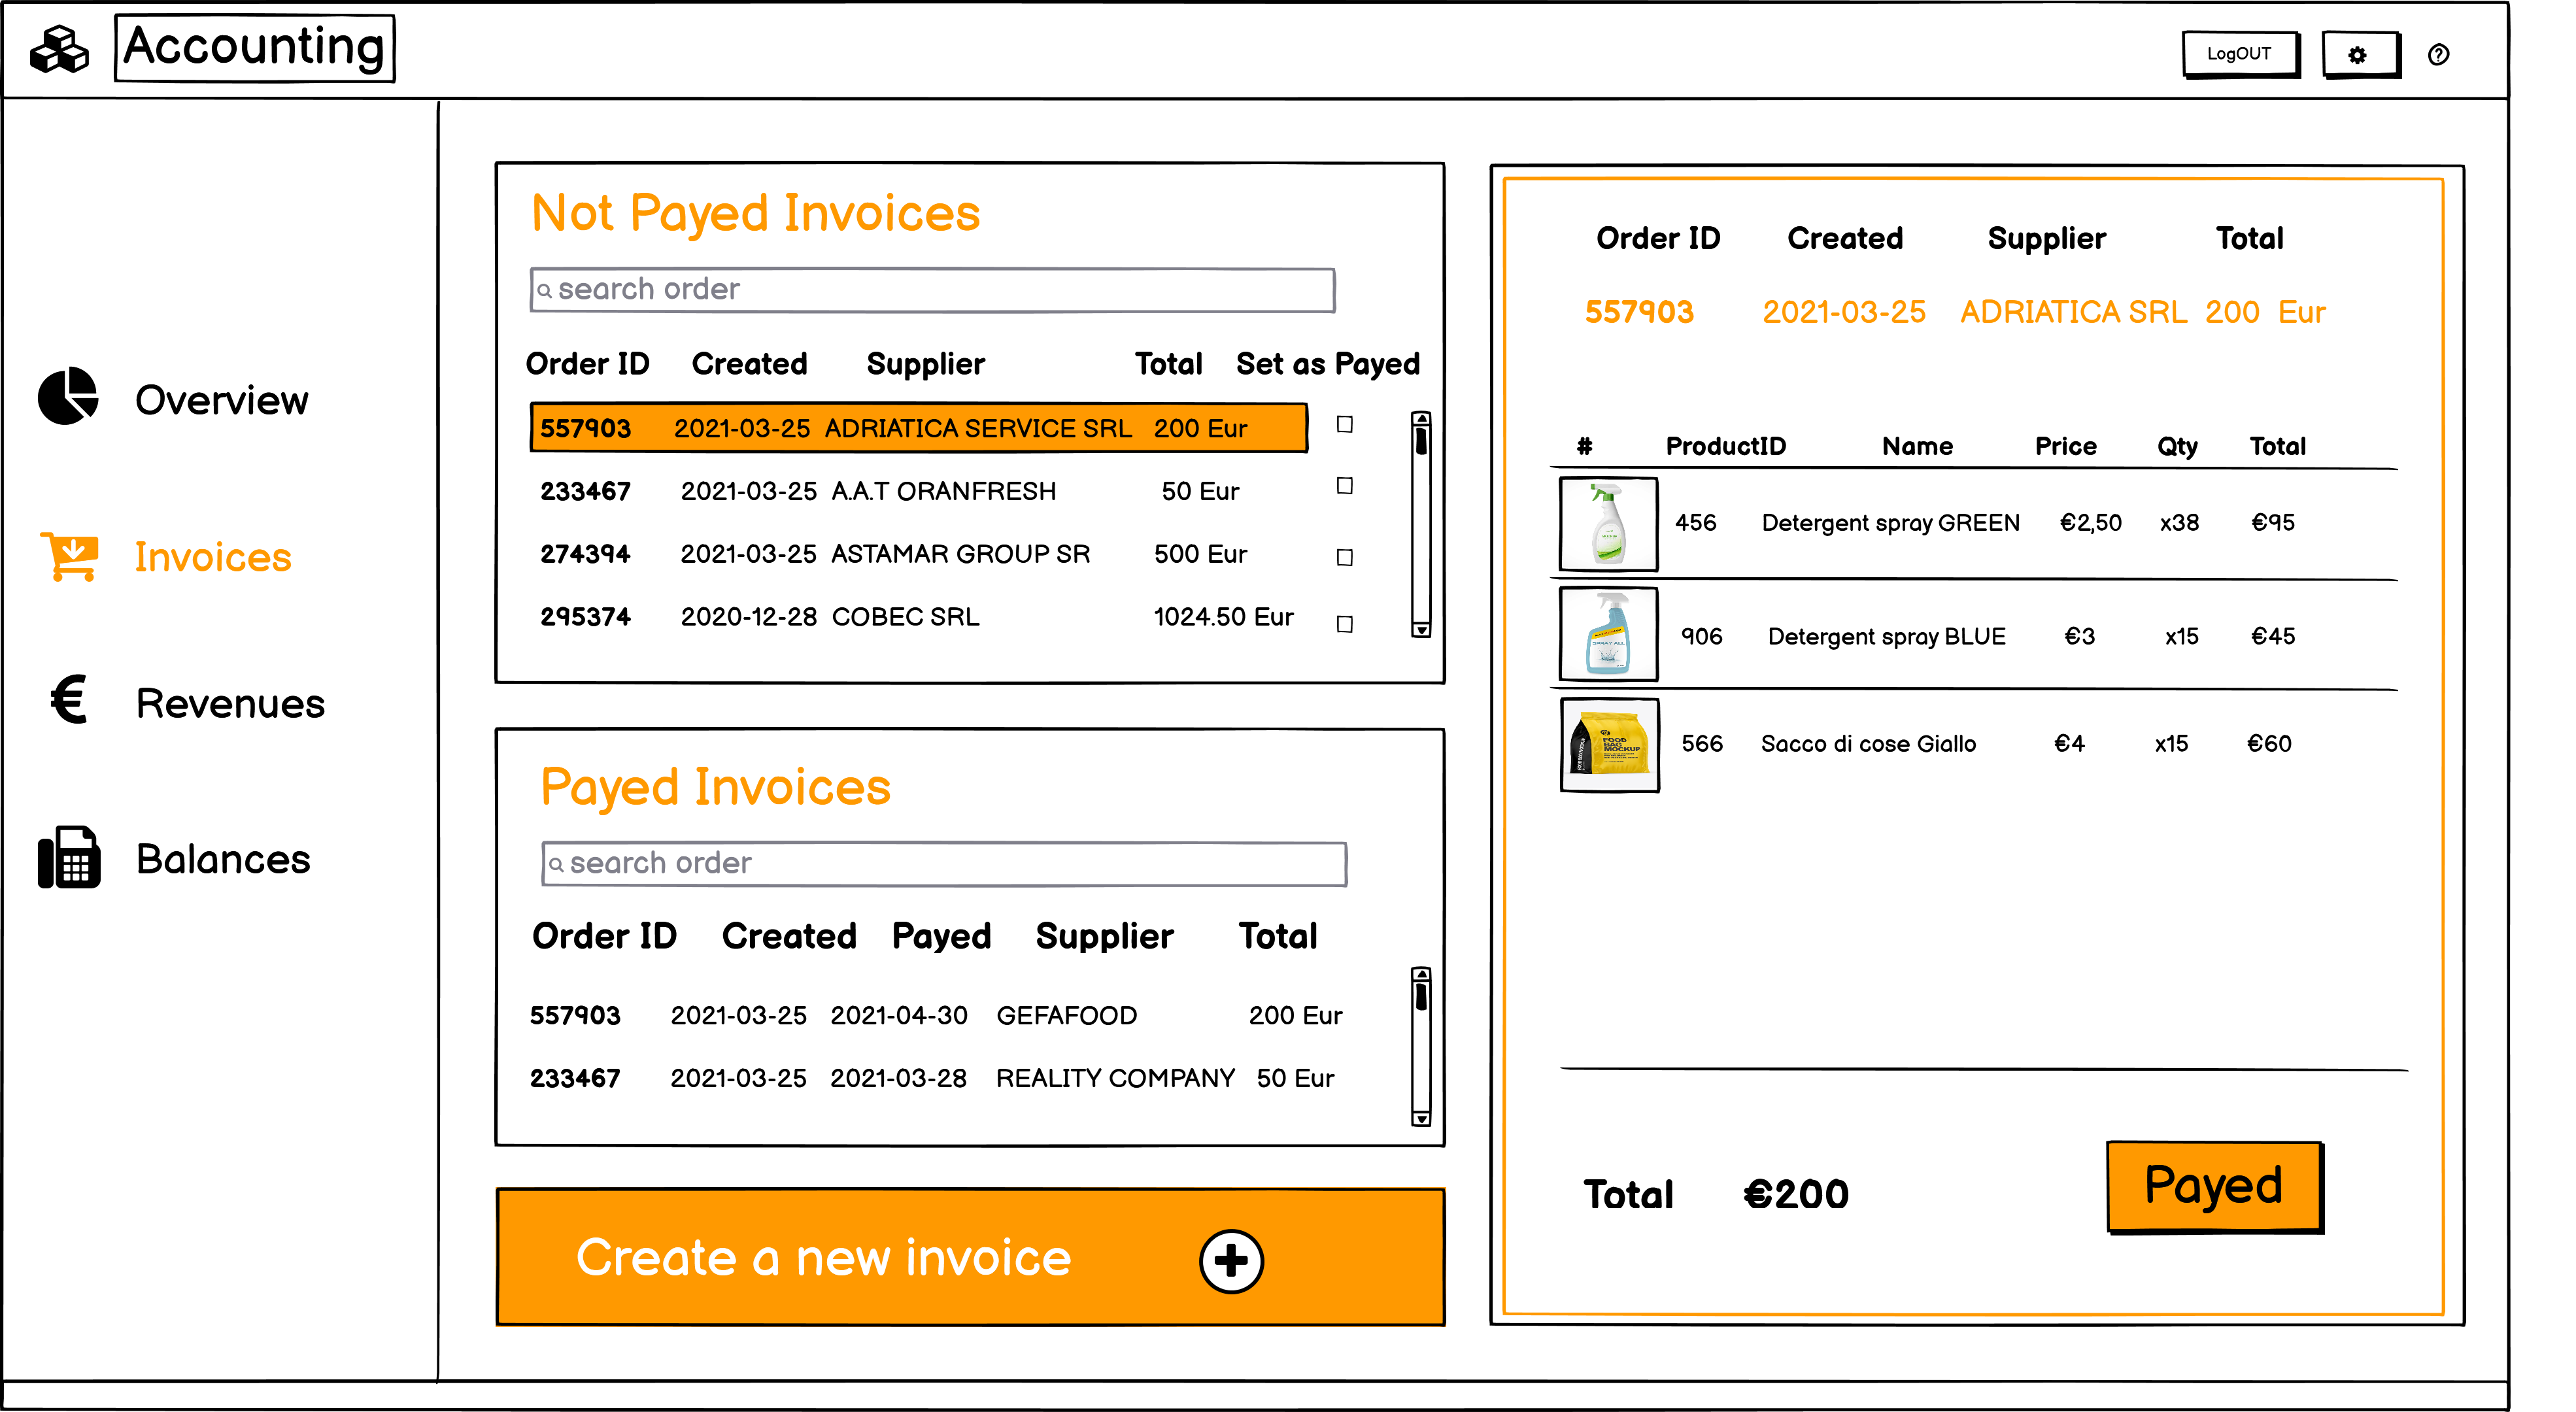 Accounting
LogOUT
Overview
Invoices
Revenues
Balances
Not Payed Invoices
search order
Order ID Created Supplier Total Set as Payed
557903 2021-03-25 ADRIATICA SERVICE SRL 200 Eur
233467 2021-03-25 A.A.T ORANFRESH 50 Eur
274394 2021-03-25 ASTAMAR GROUP SR 500 Eur
295374 2020-12-28 COBEC SRL 1024.50 Eur
Payed Invoices
search order
Order ID Created Payed Supplier Total
557903 2021-03-25 2021-04-30 GEFAFOOD 200 Eur
233467 2021-03-25 2021-03-28 REALITY COMPANY 50 Eur
Create a new invoice
Order ID Created Supplier Total
557903 2021-03-25 ADRIATICA SRL 200 Eur
# ProductID Name Price Qty Total
456 Detergent spray GREEN €2,50 x38 €95
SPRAY ALL
906 Detergent spray BLUE €3 x15 €45
FOOD
BAG
MOCKUP
566 Sacco di cose Giallo €4 x15 €60
Total €200
Payed